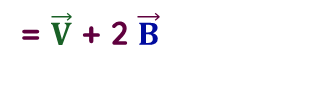 = V⃗ + 2 B⃗